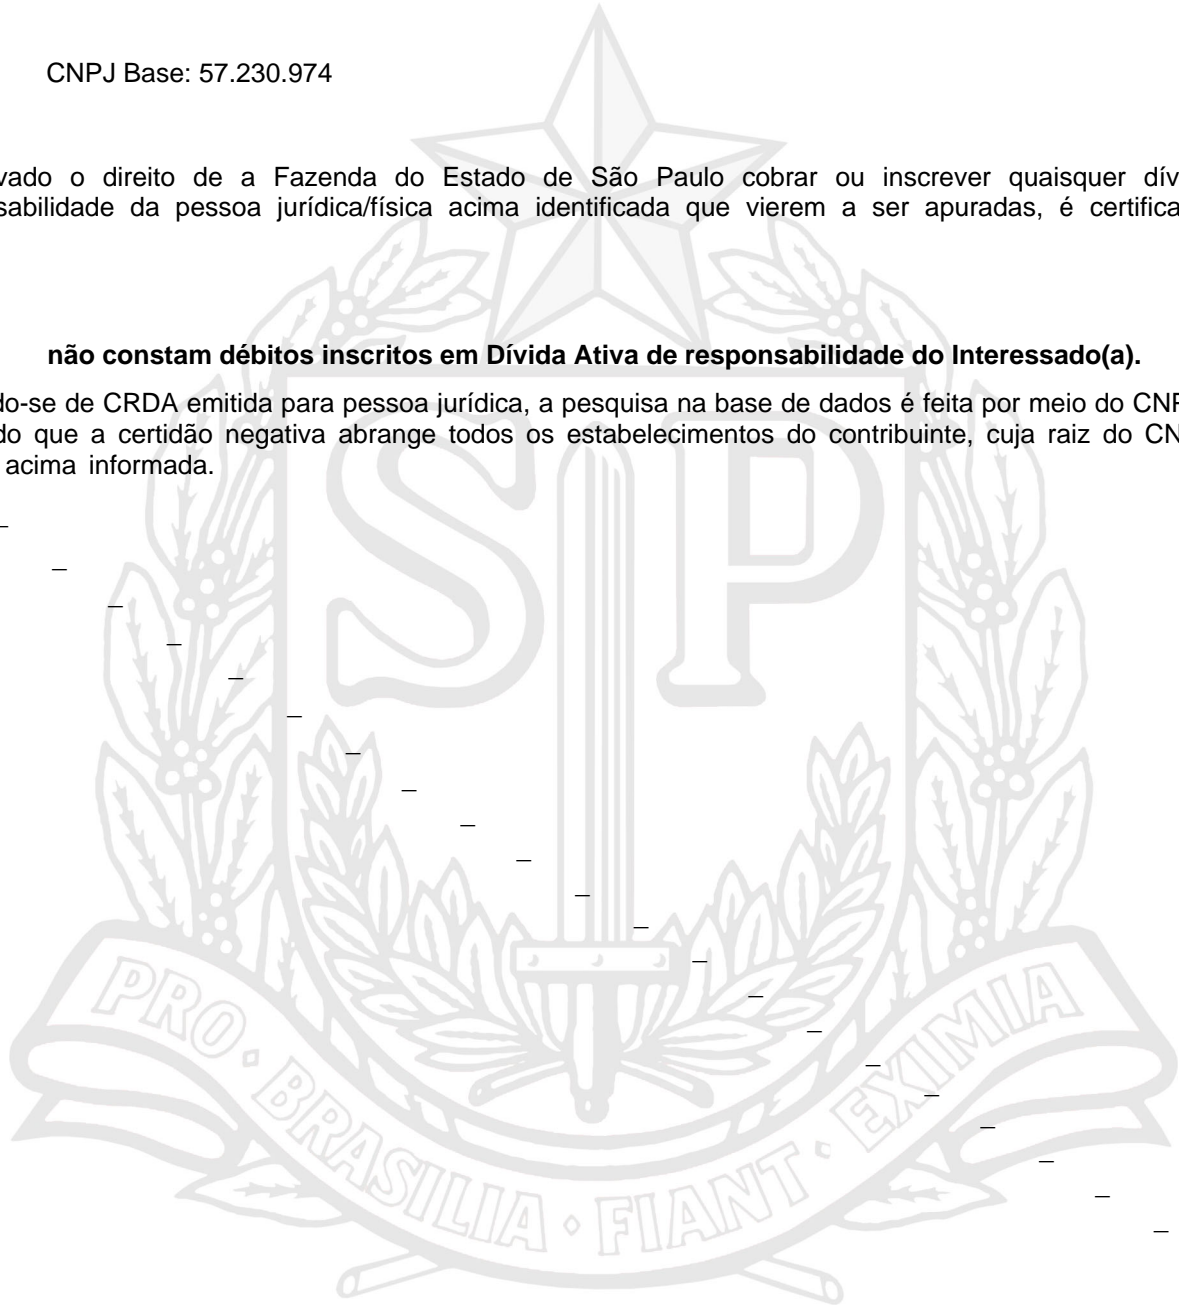 CNPJ Base: 57.230.974
vado o direito de a Fazenda do Estado de São Paulo cobrar ou inscrever quaisquer dív
sabilidade da pessoa jurídica/física acima identificada que vierem a ser apuradas, é certifica
não constam débitos inscritos em Dívida Ativa de responsabilidade do Interessado(a).
do-se de CRDA emitida para pessoa jurídica, a pesquisa na base de dados é feita por meio do CNP
do que a certidão negativa abrange todos os estabelecimentos do contribuinte, cuja raiz do CN
acima informada.
SP
PRO · BRASILIA · FIANT · EXIMIA